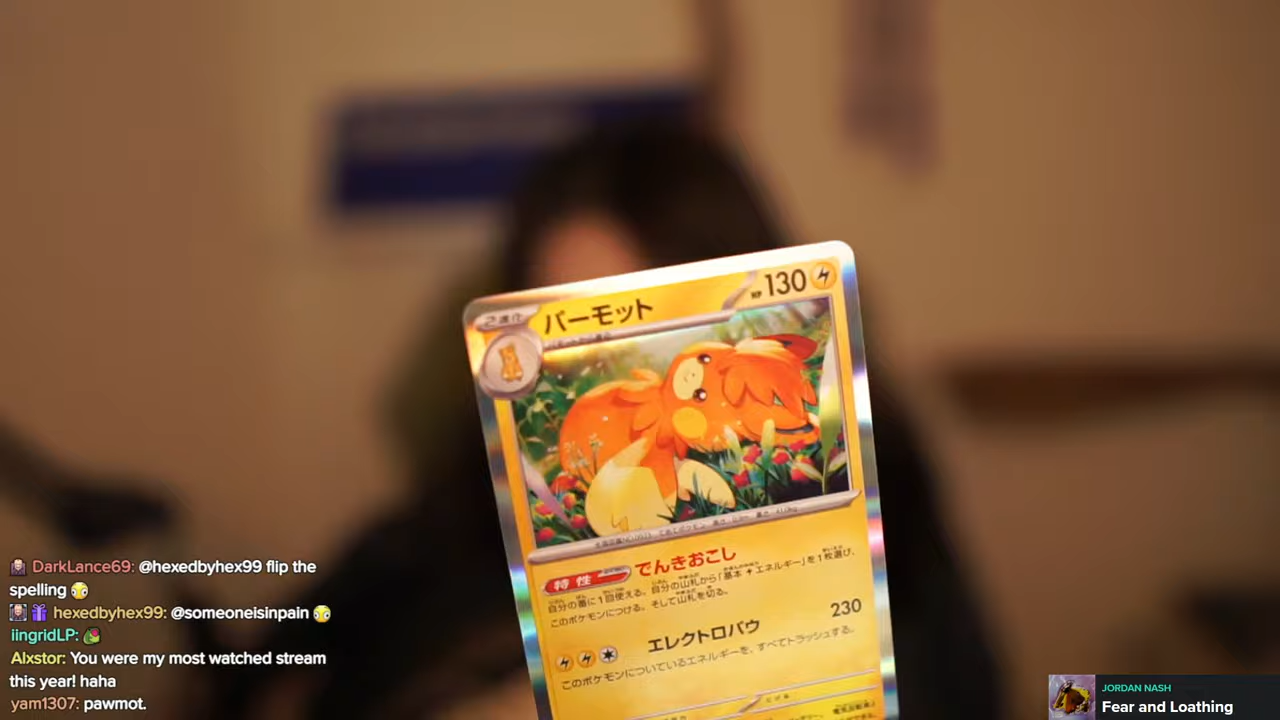 2進化
パーモット
HP 130
特性
でんきおこし
自分の番に1回使える。自分の山札から「基本エネルギー」を1枚選び、
このポケモンにつける。そして山札を切る。
エレクトロパウ
230
このポケモンについているエネルギーを、すべてトラッシュする。
DarkLance69: @hexedbyhex99 flip the
spelling
hexedbyhex99: @someoneisinpain
iingridLP:
Alxstor: You were my most watched stream
this year! haha
yam1307: pawmot.
JORDAN NASH
Fear and Loathing